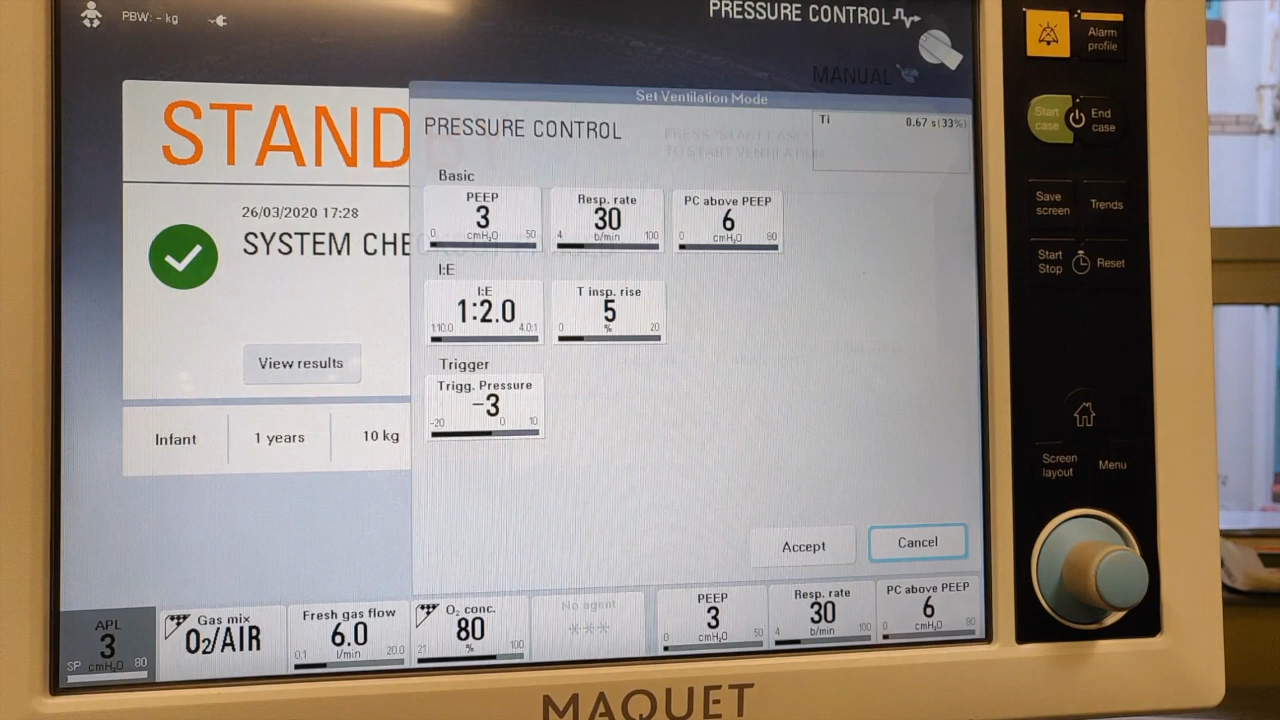 PBW: - kg
PRESSURE CONTROL
MANUAL
STAND
26/03/2020 17:28
SYSTEM CHE
View results
Infant 1 years 10 kg
Set Ventilation Mode
PRESSURE CONTROL
PRESS 'START CASE'
TO START VENTILATION
Ti 0.67 s(33%)
Basic
PEEP
3
0 cmH₂O 50
Resp. rate
30
4 b/min 100
PC above PEEP
6
0 cmH₂O 80
I:E
I:E
1:2.0
1:10.0 4.0:1
T insp. rise
5
0 % 20
Trigger
Trigg. Pressure
-3
-20 0 10
Accept
Cancel
APL
3
SP cmH₂O 80
Gas mix
O₂/AIR
Fresh gas flow
6.0
0.1 l/min 20.0
O₂ conc.
80
21 % 100
No agent
***
PEEP
3
0 cmH₂O 50
Resp. rate
30
4 b/min 100
PC above PEEP
6
0 cmH₂O 80
Alarm
profile
Start
case
End
case
Save
screen
Trends
Start
Stop
Reset
Screen
layout
Menu
MAQUET